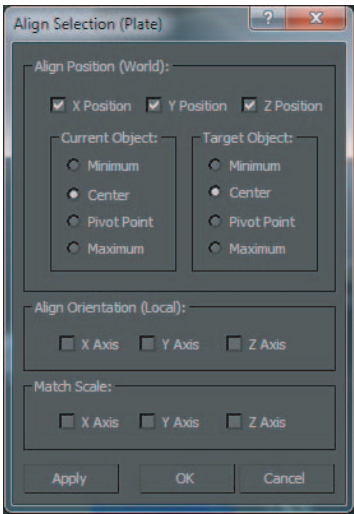 Align Selection (Plate)
?
X
Align Position (World):
X Position Y Position Z Position
Current Object: Target Object:
Minimum Minimum
Center Center
Pivot Point Pivot Point
Maximum Maximum
Align Orientation (Local):
X Axis Y Axis Z Axis
Match Scale:
X Axis Y Axis Z Axis
Apply OK Cancel